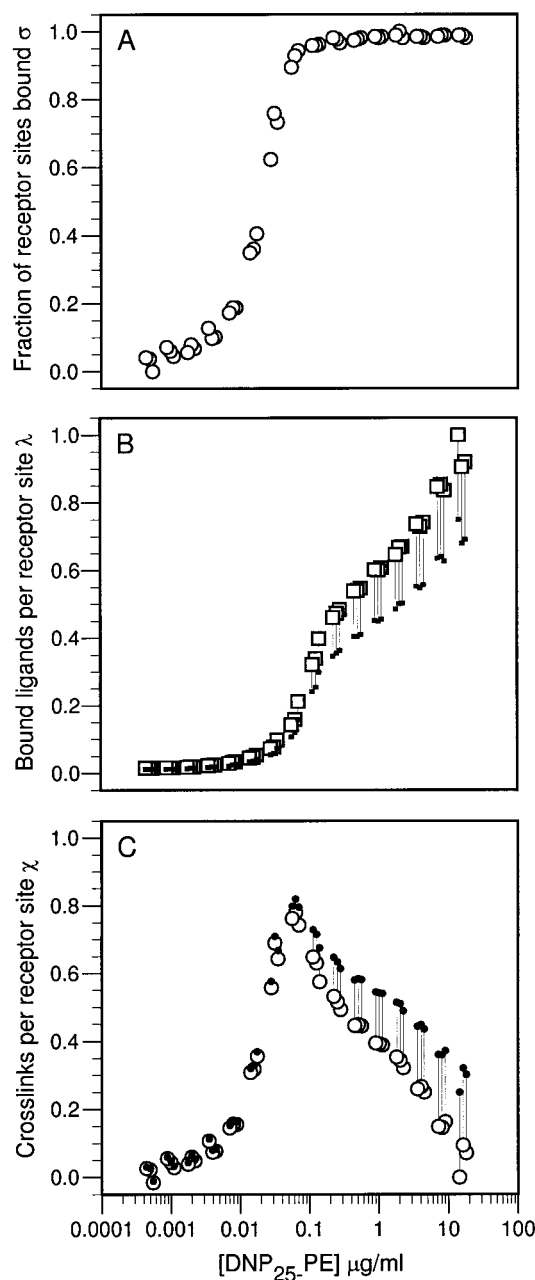 A
Fraction of receptor sites bound σ
1.0
0.8
0.6
0.4
0.2
0.0
B
Bound ligands per receptor site λ
1.0
0.8
0.6
0.4
0.2
0.0
C
Crosslinks per receptor site χ
1.0
0.8
0.6
0.4
0.2
0.0
0.0001 0.001 0.01 0.1 1 10 100
[DNP25-PE] μg/ml